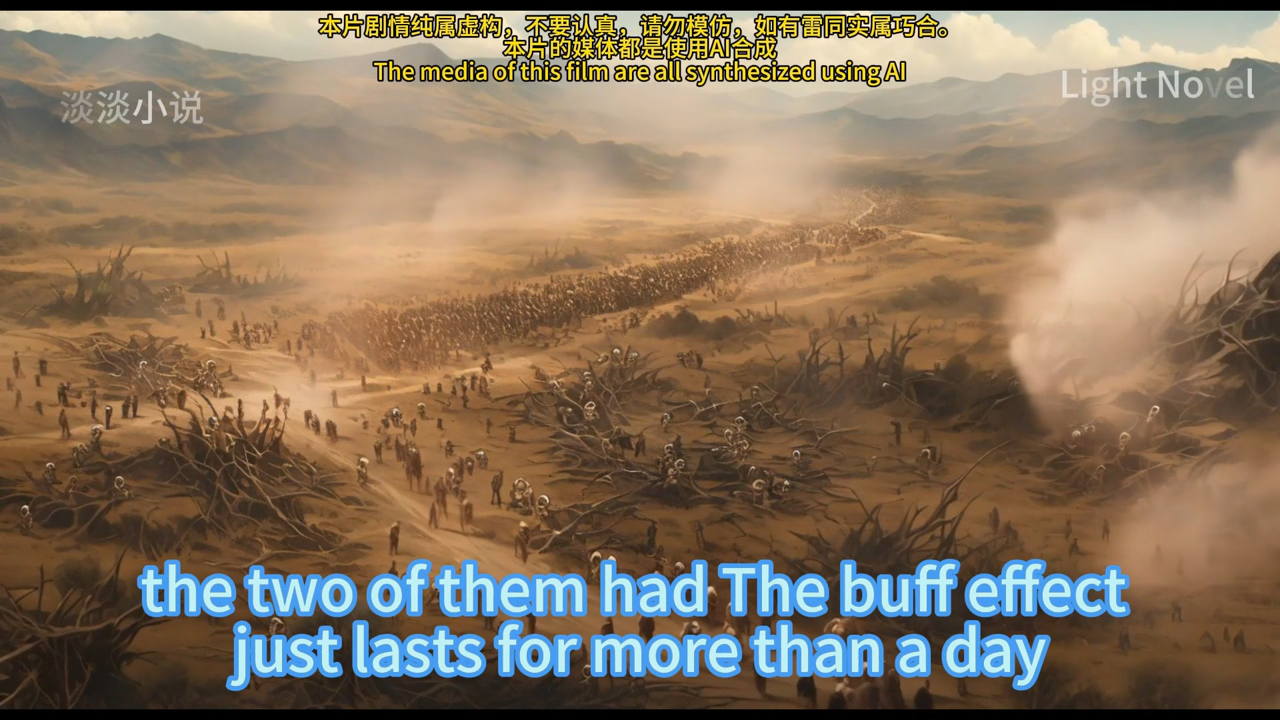 本片剧情纯属虚构，不要认真，请勿模仿，如有雷同实属巧合。
本片的媒体都是使用AI合成
The media of this film are all synthesized using AI
淡淡小说
Light Novel
the two of them had The buff effect
just lasts for more than a day